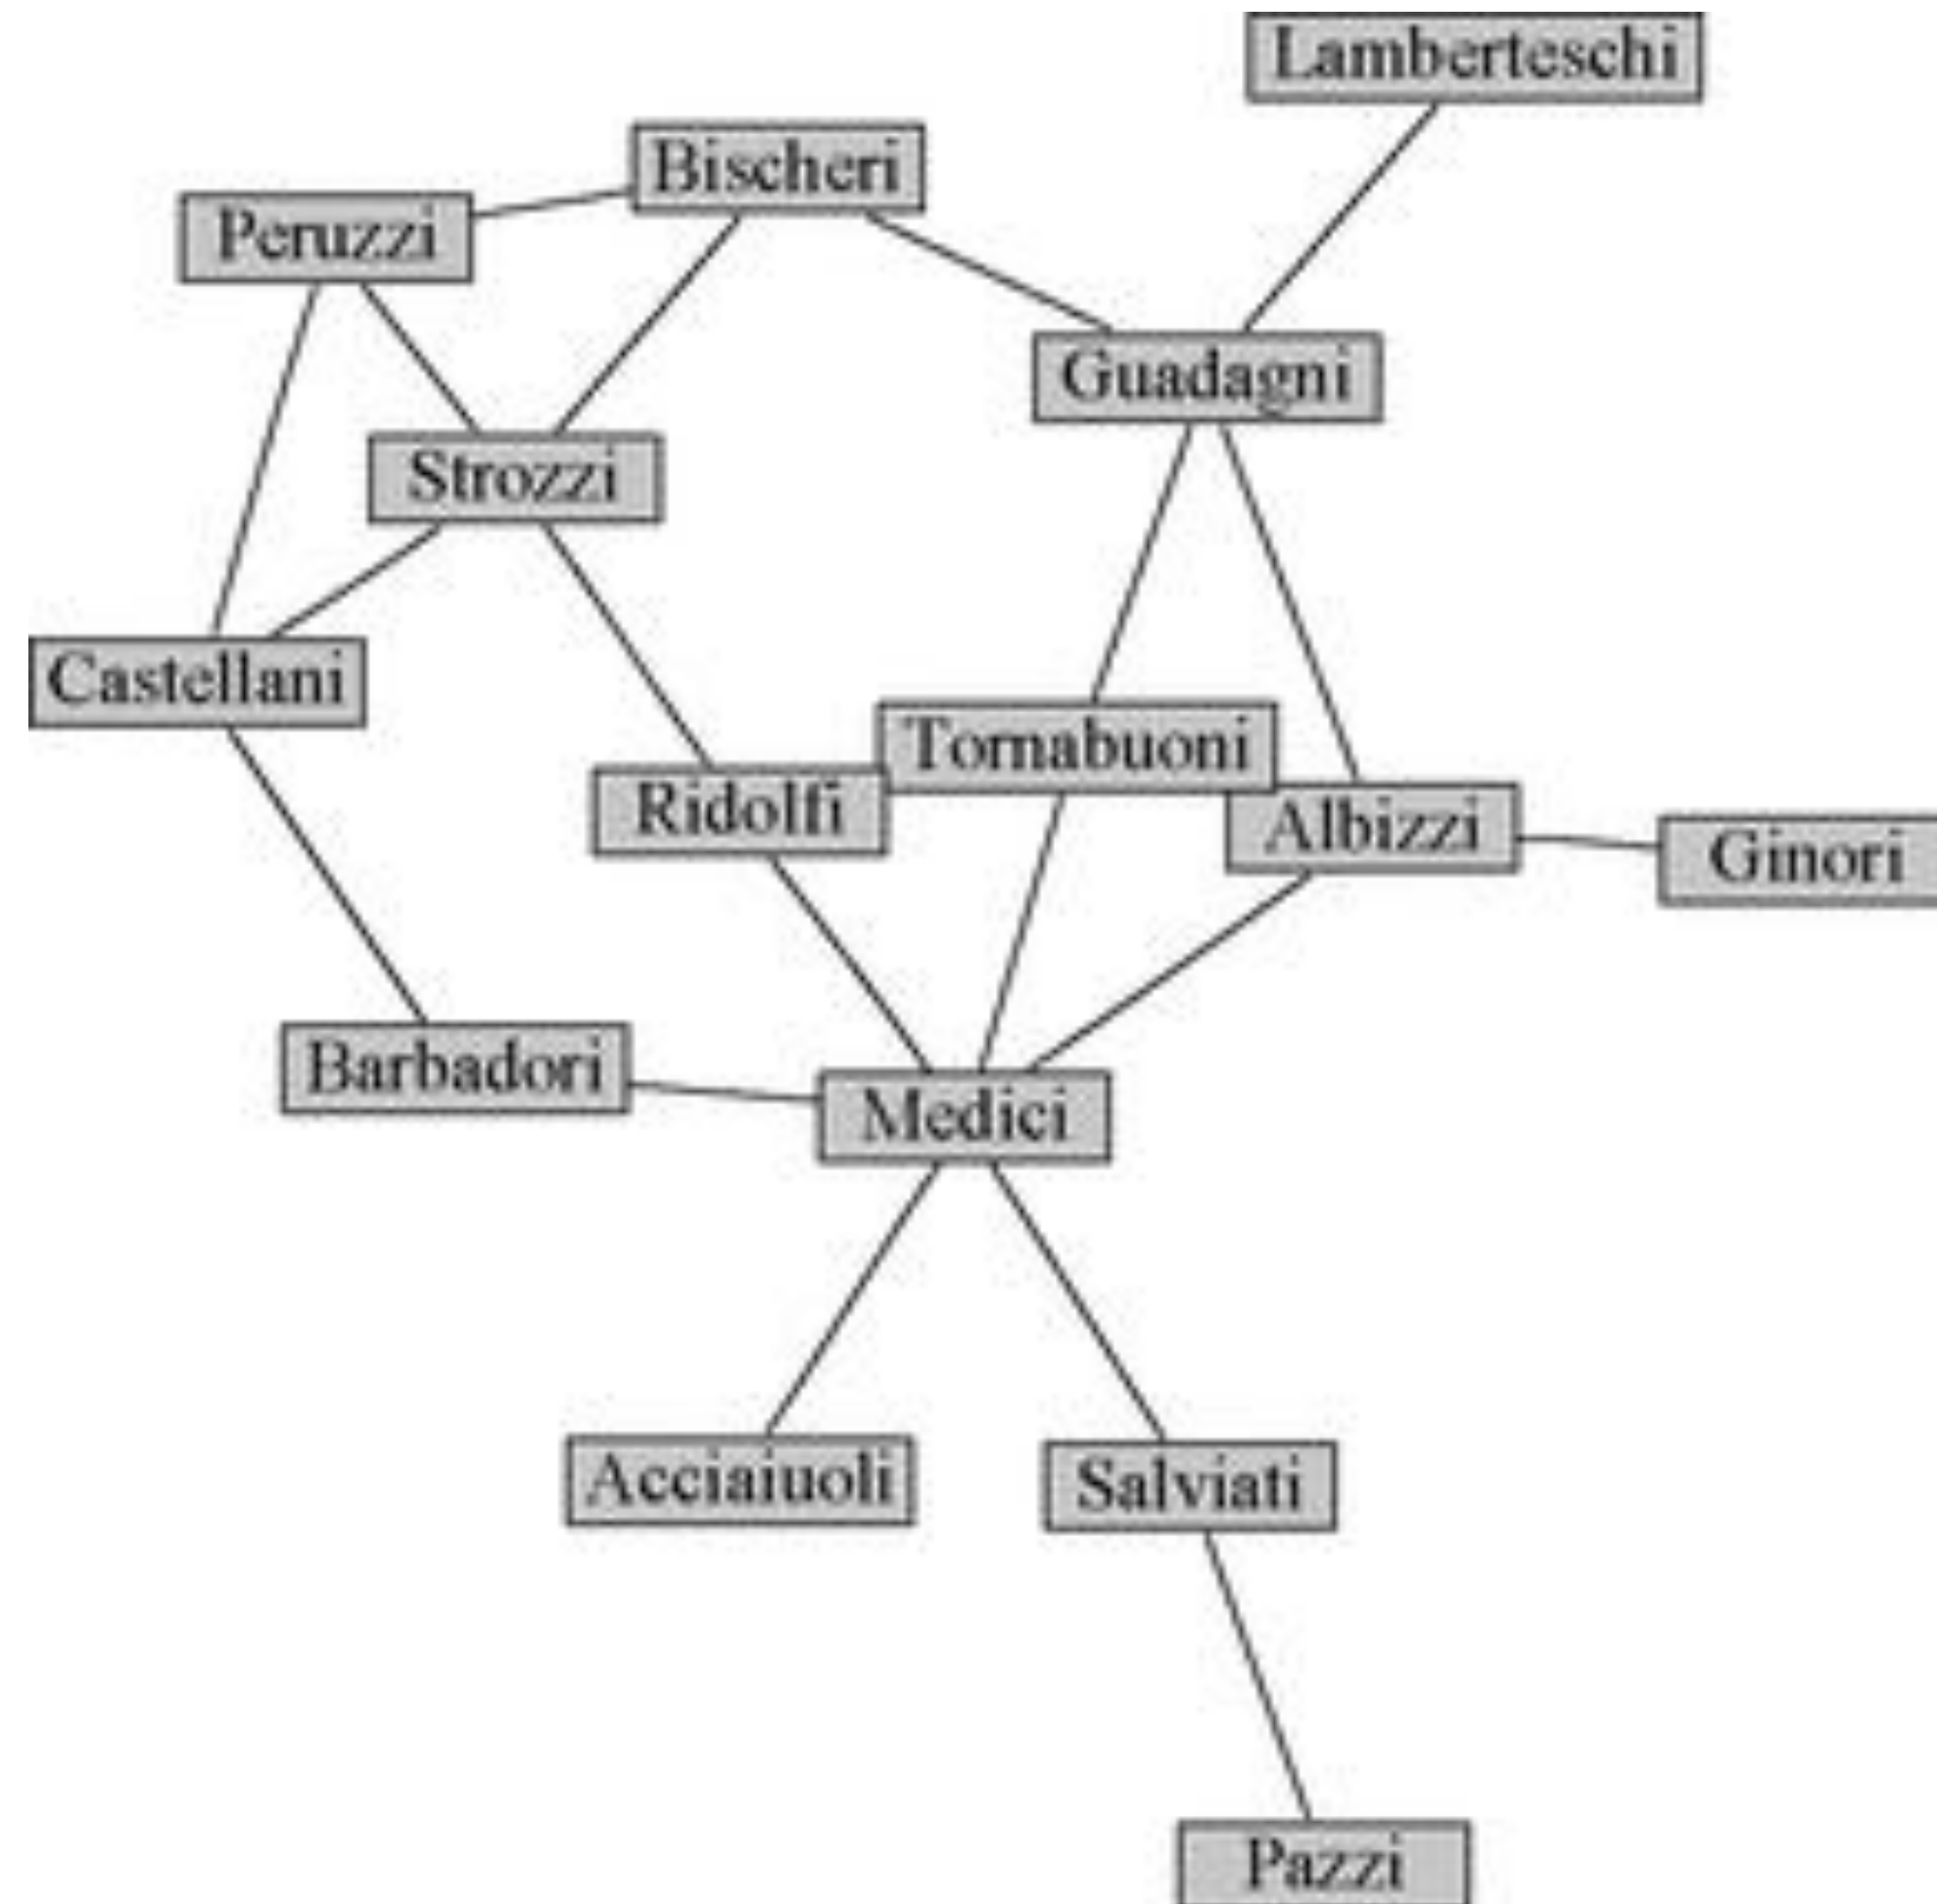 Lamberteschi
Bischeri
Peruzzi
Guadagni
Strozzi
Castellani
Tornabuoni
Ridolfi
Albizzi
Ginori
Barbadori
Medici
Acciaiuoli
Salviati
Pazzi